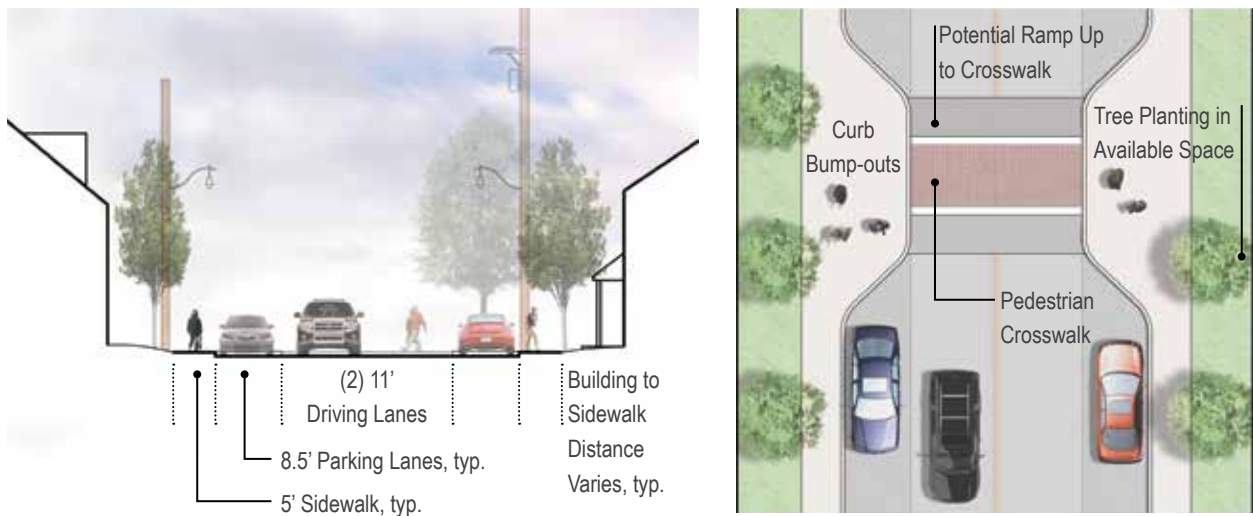 (2) 11’
Driving Lanes
8.5’ Parking Lanes, typ.
5’ Sidewalk, typ.
Building to
Sidewalk
Distance
Varies, typ.
Potential Ramp Up
to Crosswalk
Curb
Bump-outs
Tree Planting in
Available Space
Pedestrian
Crosswalk